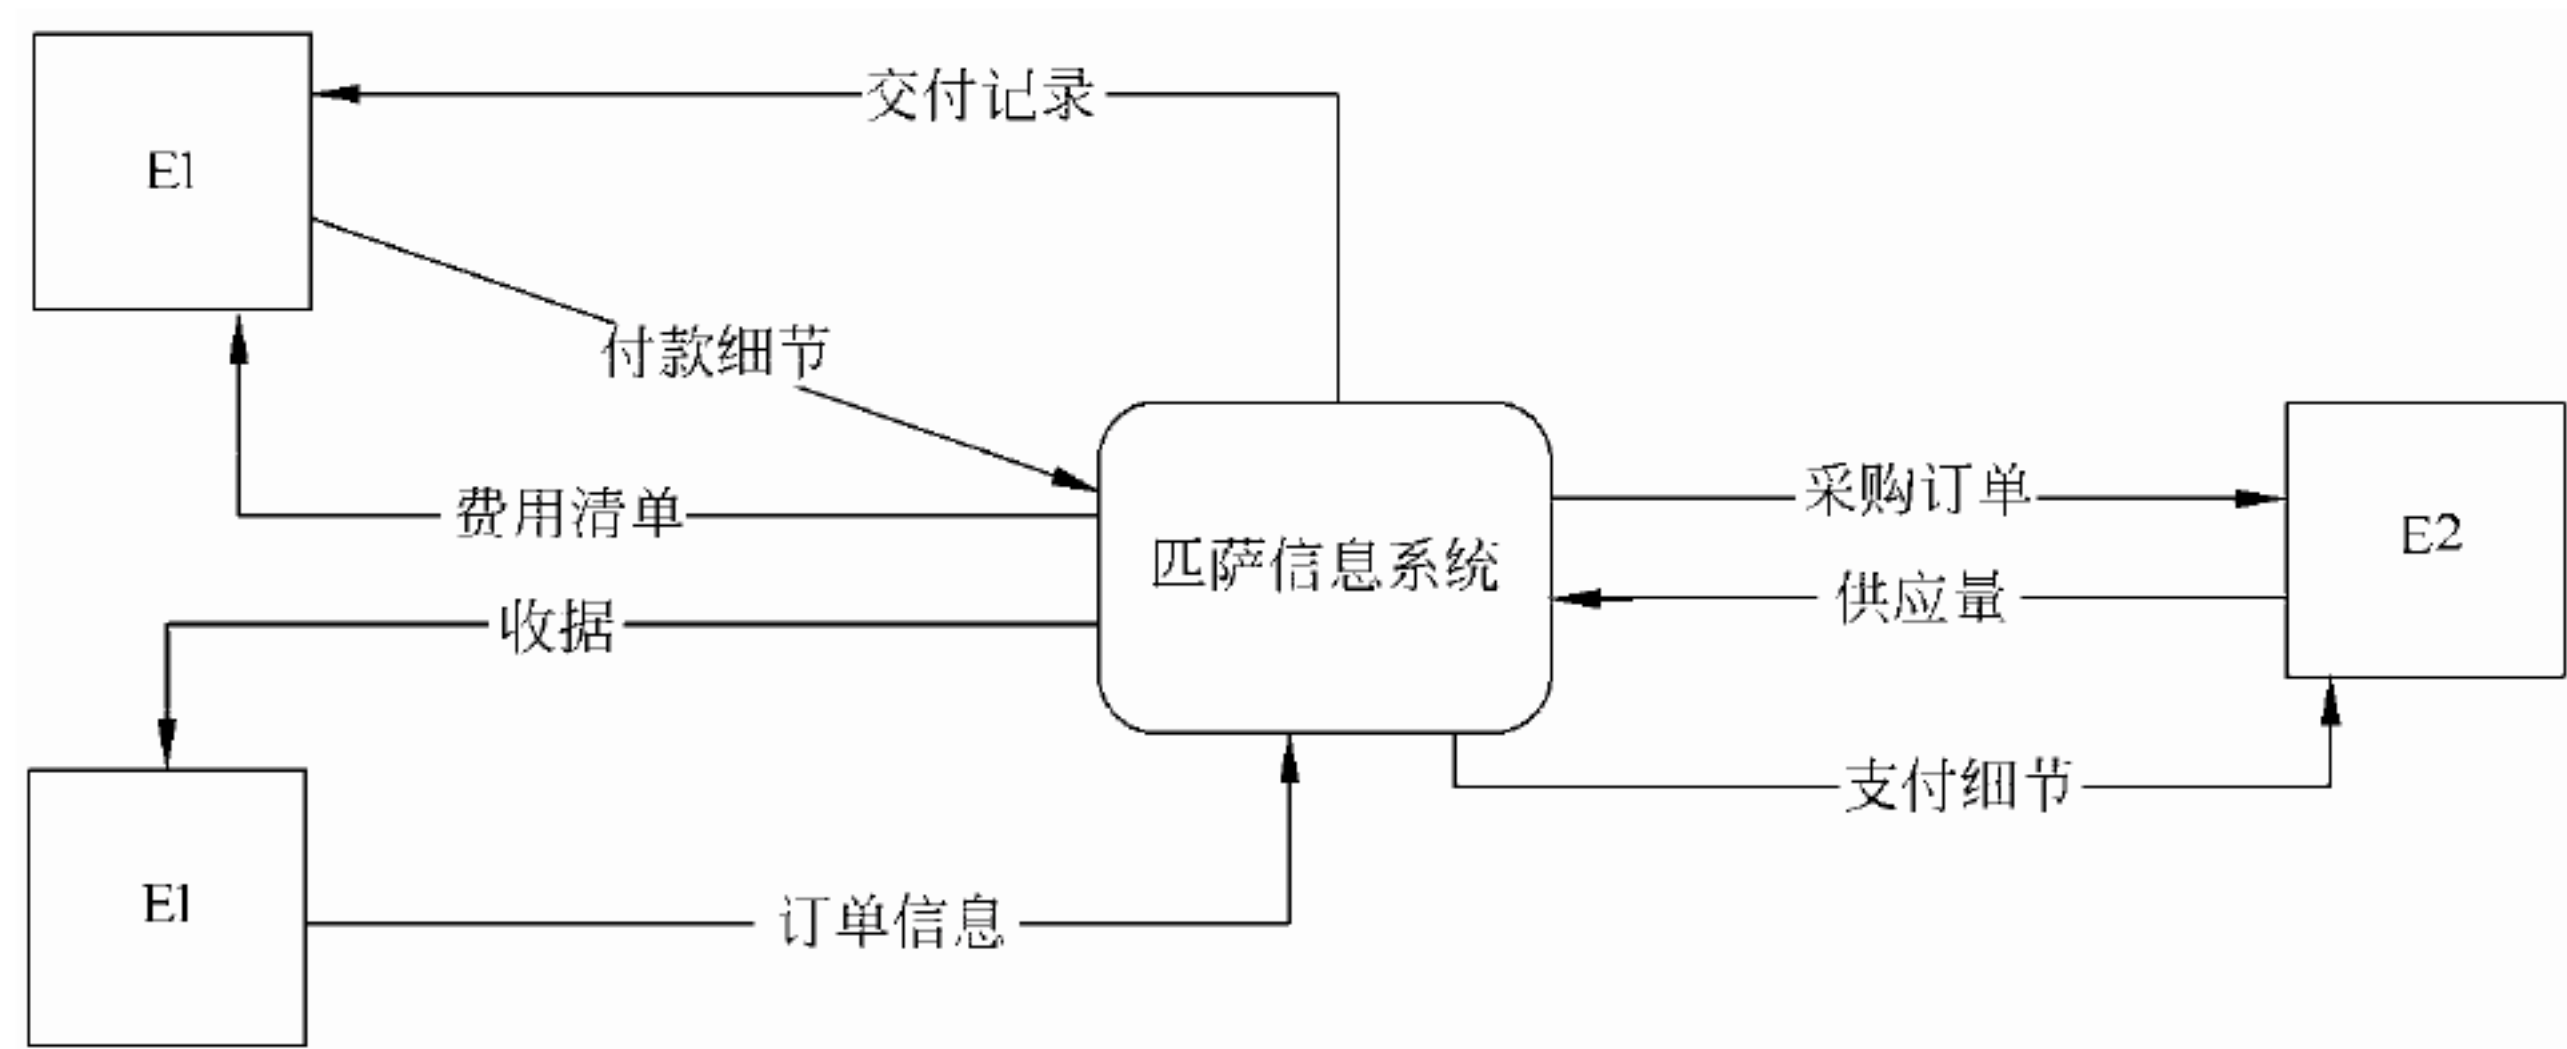 交付记录
E1
付款细节
费用清单
采购订单
E2
匹萨信息系统
供应量
收据
支付细节
E1
订单信息